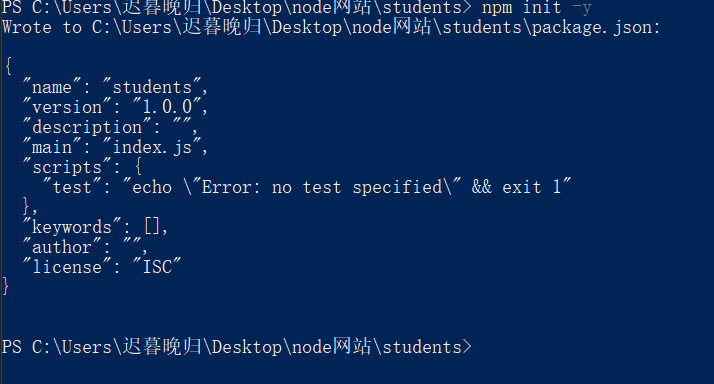 PS C:\Users\迟暮晚归\Desktop\node网站\students> npm init -y
Wrote to C:\Users\迟暮晚归\Desktop\node网站\students\package.json:
{
  "name": "students",
  "version": "1.0.0",
  "description": "",
  "main": "index.js",
  "scripts": {
    "test": "echo \"Error: no test specified\" && exit 1"
  },
  "keywords": [],
  "author": "",
  "license": "ISC"
}
PS C:\Users\迟暮晚归\Desktop\node网站\students>